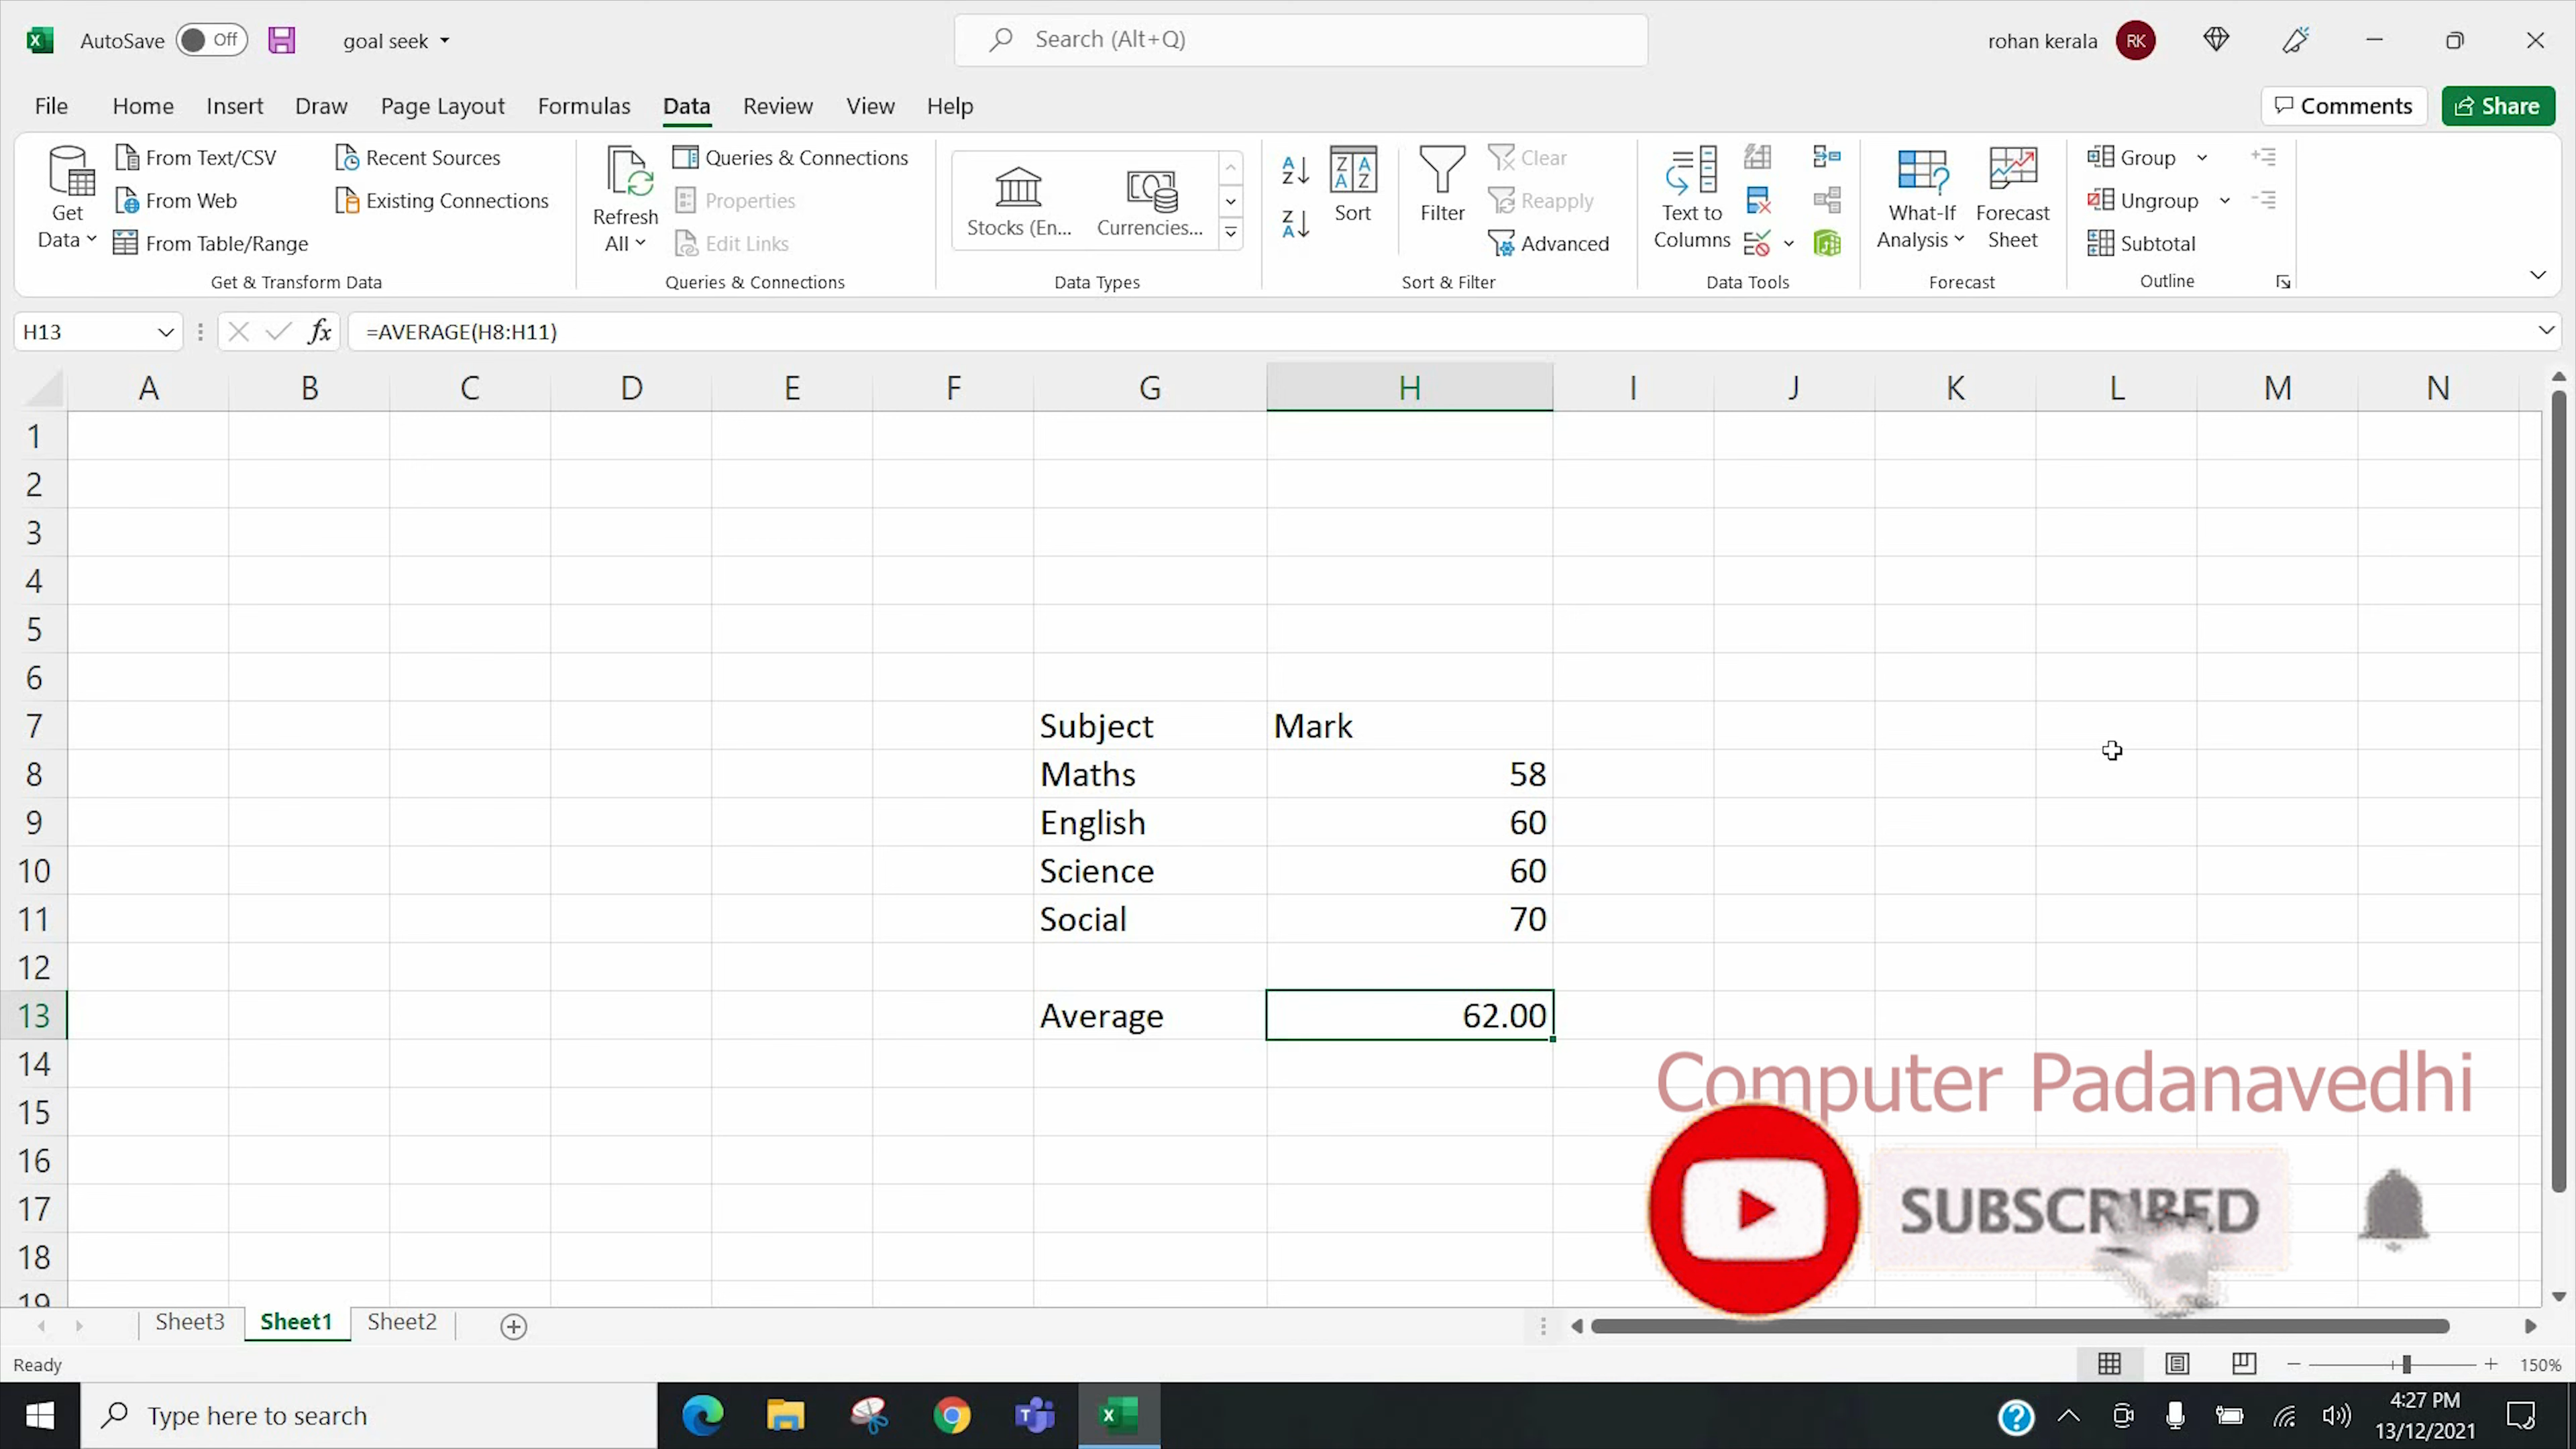 AutoSave Off goal seek Search (Alt+Q) rohan kerala RK
File Home Insert Draw Page Layout Formulas Data Review View Help Comments Share
Get Data
From Text/CSV
From Web
From Table/Range
Recent Sources
Existing Connections
Get & Transform Data
Refresh All
Queries & Connections
Properties
Edit Links
Queries & Connections
Stocks (En... Currencies...
Data Types
Sort
Filter
Clear
Reapply
Advanced
Sort & Filter
Text to Columns
Data Tools
What-If Analysis
Forecast Sheet
Forecast
Group
Ungroup
Subtotal
Outline
H13 fx =AVERAGE(H8:H11)
A B C D E F G H I J K L M N
1
2
3
4
5
6
7 Subject Mark
8 Maths 58
9 English 60
10 Science 60
11 Social 70
12
13 Average 62.00
14
15
16
17
18
19
Computer Padanavedhi
SUBSCRIBED
Sheet3 Sheet1 Sheet2
Ready 150%
Type here to search
4:27 PM
13/12/2021